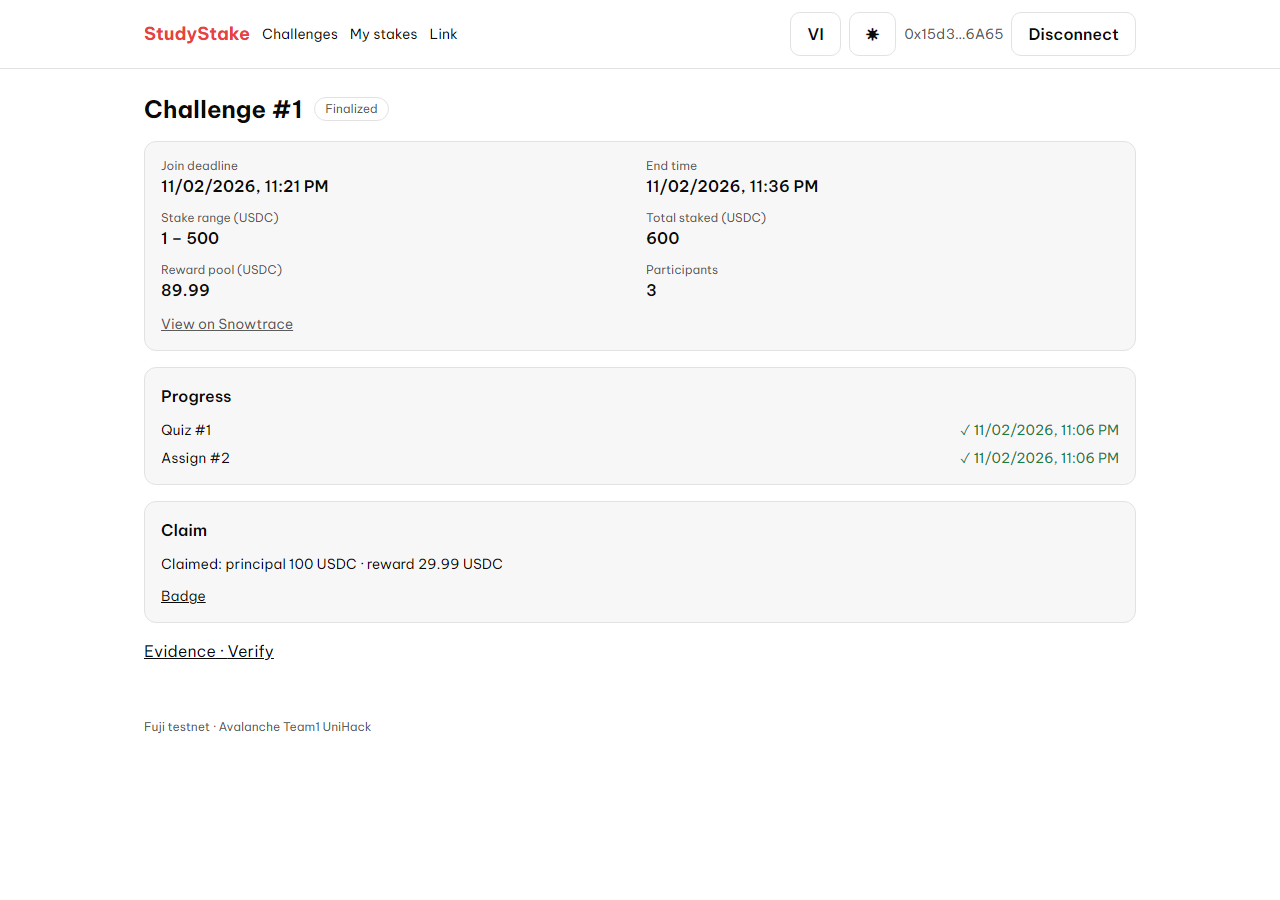 StudyStake Challenges My stakes Link VI ☀ 0x15d3…6A65 Disconnect
Challenge #1 Finalized
Join deadline End time
11/02/2026, 11:21 PM 11/02/2026, 11:36 PM
Stake range (USDC) Total staked (USDC)
1 – 500 600
Reward pool (USDC) Participants
89.99 3
View on Snowtrace
Progress
Quiz #1 ✓ 11/02/2026, 11:06 PM
Assign #2 ✓ 11/02/2026, 11:06 PM
Claim
Claimed: principal 100 USDC · reward 29.99 USDC
Badge
Evidence · Verify
Fuji testnet · Avalanche Team1 UniHack